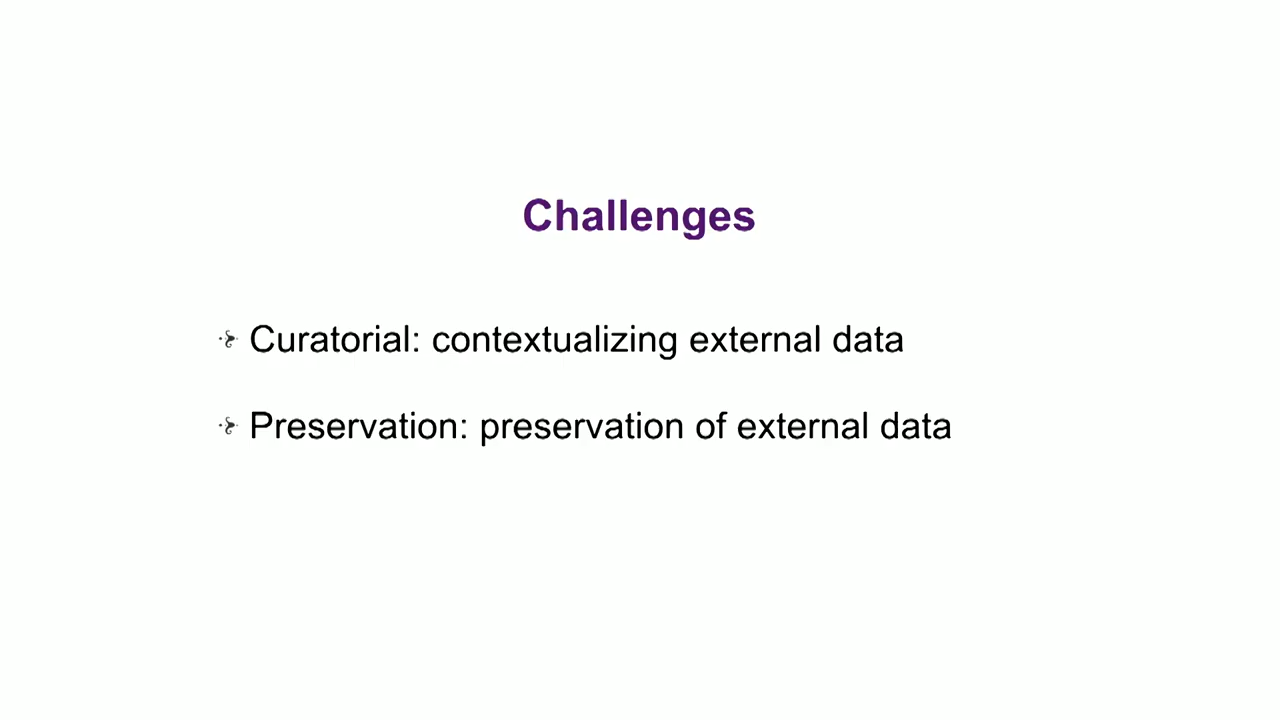 Challenges
Curatorial: contextualizing external data
Preservation: preservation of external data